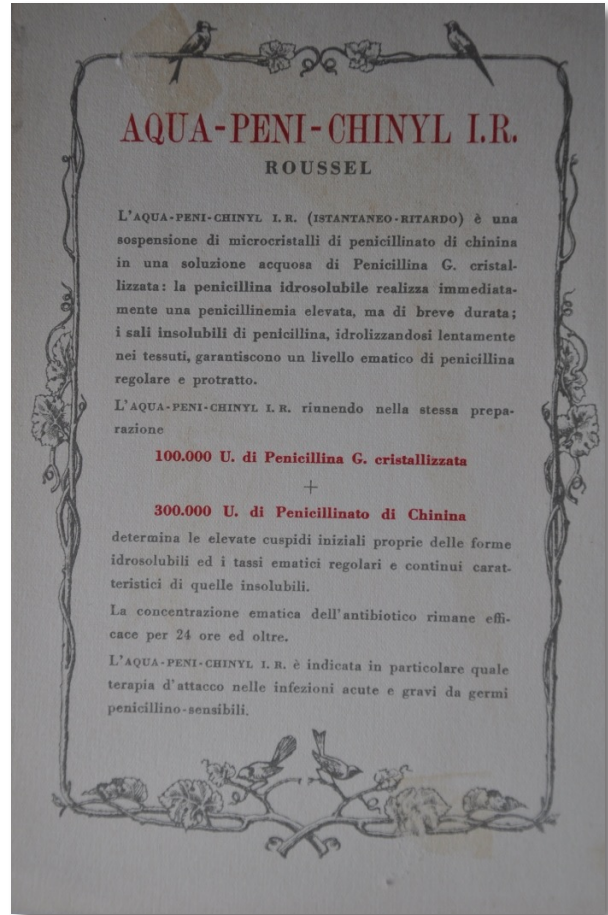 AQUA-PENI-CHINYL I.R.
ROUSSEL
L'AQUA-PENI-CHINYL I. R. (ISTANTANEO-RITARDO) è una
sospensione di microcristalli di penicillinato di chinina
in una soluzione acquosa di Penicillina G. cristal-
lizzata: la penicillina idrosolubile realizza immediata-
mente una penicillinemia elevata, ma di breve durata;
i sali insolubili di penicillina, idrolizzandosi lentamente
nei tessuti, garantiscono un livello ematico di penicillina
regolare e protratto.
L'AQUA-PENI-CHINYL I. R. riunendo nella stessa prepa-
razione
100.000 U. di Penicillina G. cristallizzata
+
300.000 U. di Penicillinato di Chinina
determina le elevate cuspidi iniziali proprie delle forme
idrosolubili ed i tassi ematici regolari e continui carat-
teristici di quelle insolubili.
La concentrazione ematica dell'antibiotico rimane effi-
cace per 24 ore ed oltre.
L'AQUA-PENI-CHINYL I. R. è indicata in particolare quale
terapia d'attacco nelle infezioni acute e gravi da germi
penicillino-sensibili.